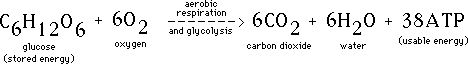 C6H12O6 + 6O2 aerobic respiration and glycolysis > 6CO2 + 6H2O + 38ATP
glucose (stored energy) oxygen carbon dioxide water (usable energy)